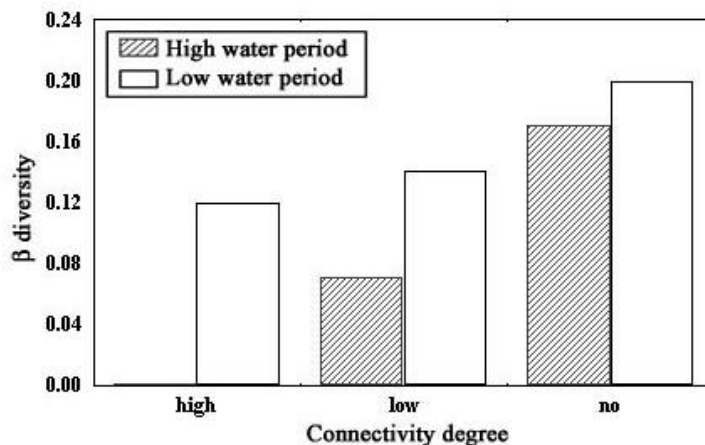 0.24
High water period
Low water period
0.20
0.16
0.12
0.08
0.04
0.00
β diversity
high low no
Connectivity degree